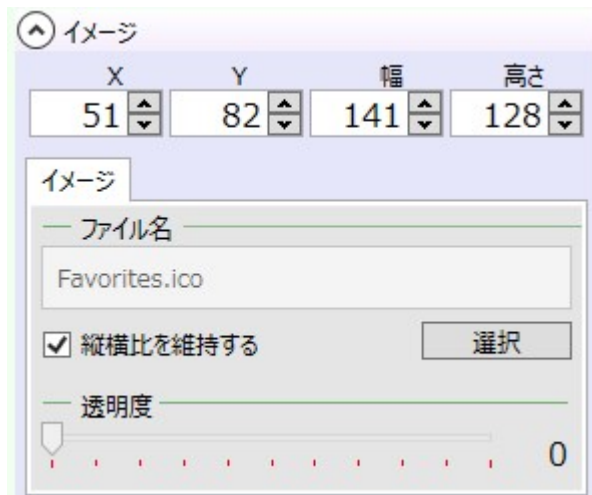 イメージ
X Y 幅 高さ
51 82 141 128
イメージ
ファイル名
Favorites.ico
縦横比を維持する 選択
透明度
0